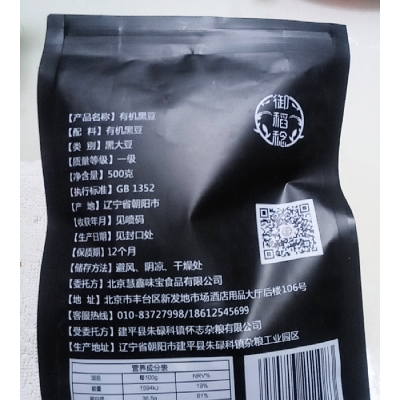 御稻稔
【产品名称】有机黑豆
【配 料】有机黑豆
【类 别】黑大豆
【质量等级】一级
【净含量】500克
【执行标准】GB 1352
【产 地】辽宁省朝阳市
【收获年月】见喷码
【生产日期】见封口处
【保质期】12个月
【储存方法】避风、阴凉、干燥处
【委托方】北京慧鑫味宝食品有限公司
【地址】北京市丰台区新发地市场酒店用品大厅后楼106号
【客服热线】010-83727998/18612545699
【受委托方】建平县朱碌科镇怀志杂粮有限公司
【生产地址】辽宁省朝阳市建平县朱碌科镇杂粮工业园区
营养成分表
每100g NRV%
1594kJ 19%
36.5g 61%